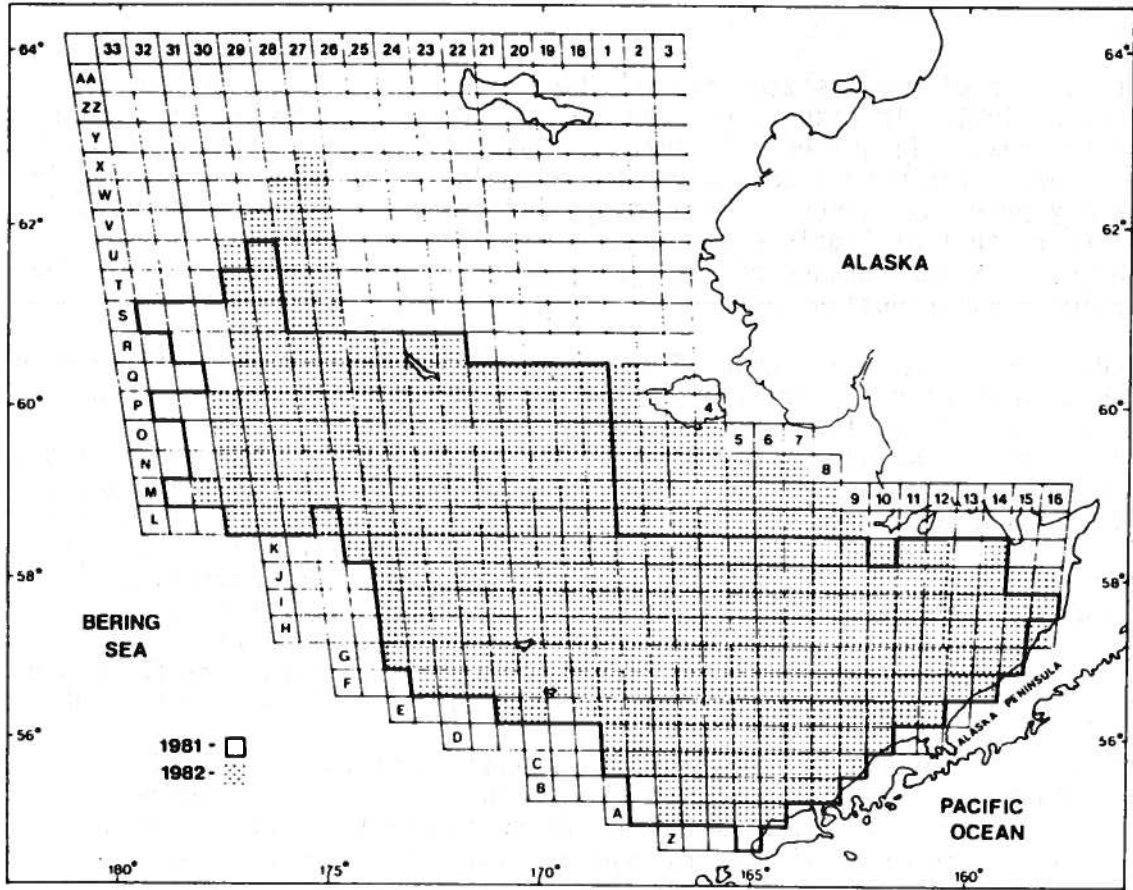 33 32 31 30 29 28 27 26 25 24 23 22 21 20 19 18 1 2 3
64° 64°
AA
ZZ
Y
X
W
V
62° 62°
U
ALASKA
T
S
R
Q
60° 60°
P
4
O
5 6 7
N
8
M
9 10 11 12 13 14 15 16
L
K
58° 58°
J
I
BERING
SEA
H
G
F
ALASKA PENINSULA
E
56° 56°
D
1981 -
C
1982 -
B
A
PACIFIC
OCEAN
Z
180° 175° 170° 165° 160°